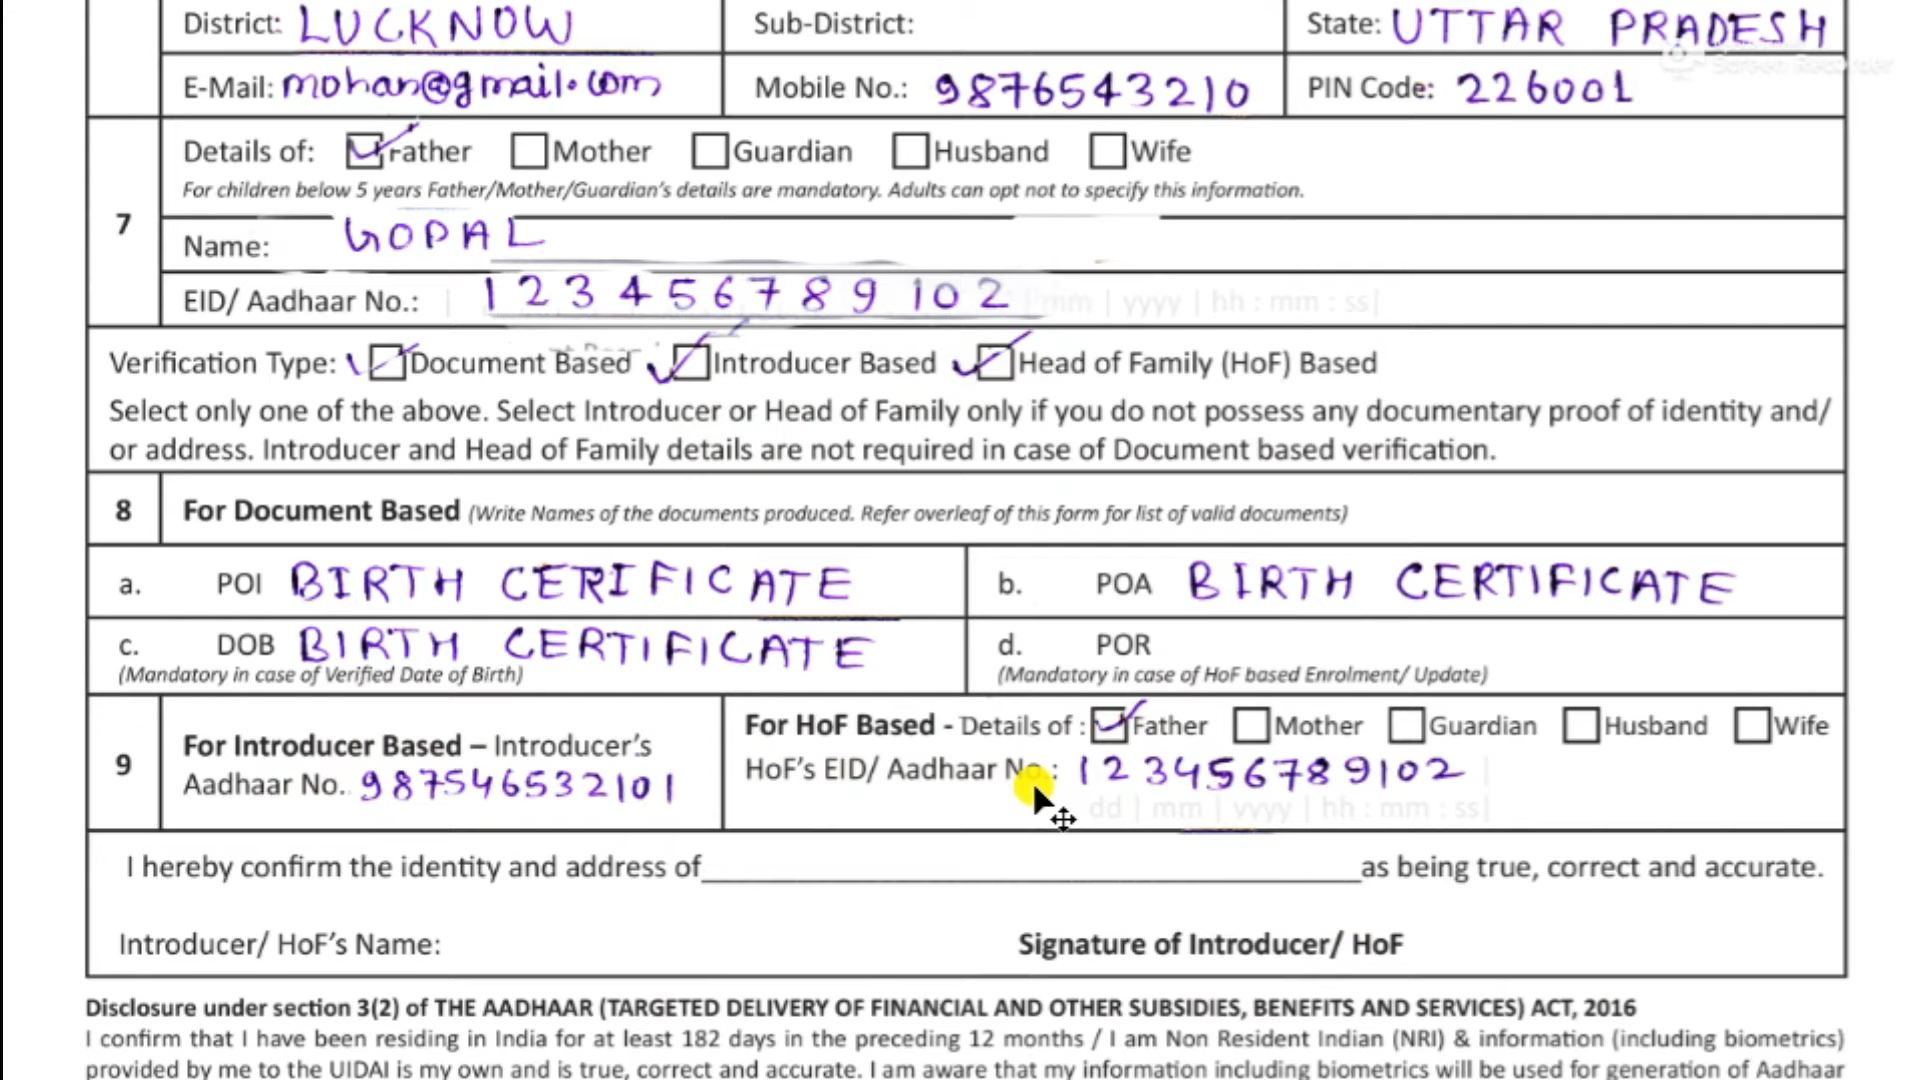 District: LUCKNOW Sub-District: State: UTTAR PRADESH
E-Mail: mohan@gmail.com Mobile No.: 9876543210 PIN Code: 226001
7
Details of: Father Mother Guardian Husband Wife
For children below 5 years Father/Mother/Guardian's details are mandatory. Adults can opt not to specify this information.
Name: GOPAL
EID/ Aadhaar No.: 1 2 3 4 5 6 7 8 9 1 0 2 mm | yyyy | hh : mm : ss|
Verification Type: Document Based Introducer Based Head of Family (HoF) Based
Select only one of the above. Select Introducer or Head of Family only if you do not possess any documentary proof of identity and/
or address. Introducer and Head of Family details are not required in case of Document based verification.
8 For Document Based (Write Names of the documents produced. Refer overleaf of this form for list of valid documents)
a. POI BIRTH CERIFICATE b. POA BIRTH CERTIFICATE
c. DOB BIRTH CERTIFICATE d. POR
(Mandatory in case of Verified Date of Birth) (Mandatory in case of HoF based Enrolment/ Update)
9
For Introducer Based – Introducer's
Aadhaar No. 987546532101
For HoF Based - Details of : Father Mother Guardian Husband Wife
HoF's EID/ Aadhaar No.: 123456789102
dd | mm | yyyy | hh : mm : ss|
I hereby confirm the identity and address of as being true, correct and accurate.
Introducer/ HoF's Name: Signature of Introducer/ HoF
Disclosure under section 3(2) of THE AADHAAR (TARGETED DELIVERY OF FINANCIAL AND OTHER SUBSIDIES, BENEFITS AND SERVICES) ACT, 2016
I confirm that I have been residing in India for at least 182 days in the preceding 12 months / I am Non Resident Indian (NRI) & information (including biometrics)
provided by me to the UIDAI is my own and is true, correct and accurate. I am aware that my information including biometrics will be used for generation of Aadhaar
Screen Recorder